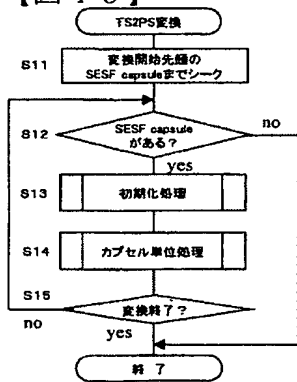 TS2PS変換
S11
変換開始先頭の
SESF capsuleまでシーク
S12
SESF capsule
がある?
no
yes
S13
初期化処理
S14
カプセル単位処理
S15
変換終了?
no
yes
終 了